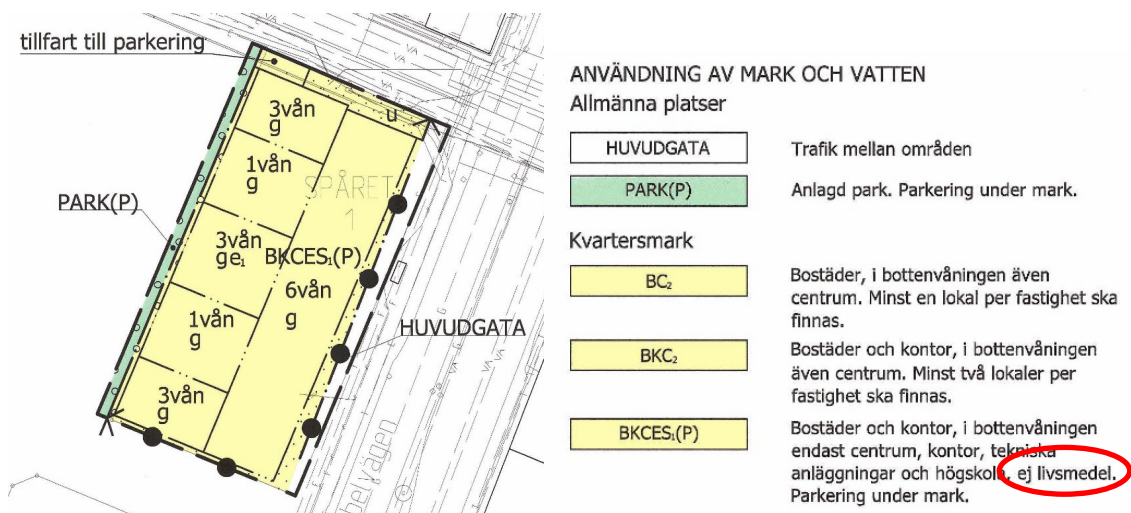 tillfart till parkering
VA
VA
VA
u
3vån
g
1vån
g
SPÅRET
1
PARK(P)
3vån
ge₁
BKCES₁(P)
6vån
g
1vån
g
HUVUDGATA
3vån
g
belvägen
ANVÄNDNING AV MARK OCH VATTEN
Allmänna platser
HUVUDGATA
Trafik mellan områden
PARK(P)
Anlagd park. Parkering under mark.
Kvartersmark
BC₂
Bostäder, i bottenvåningen även
centrum. Minst en lokal per fastighet ska
finnas.
BKC₂
Bostäder och kontor, i bottenvåningen
även centrum. Minst två lokaler per
fastighet ska finnas.
BKCES₁(P)
Bostäder och kontor, i bottenvåningen
endast centrum, kontor, tekniska
anläggningar och högskola, ej livsmedel.
Parkering under mark.